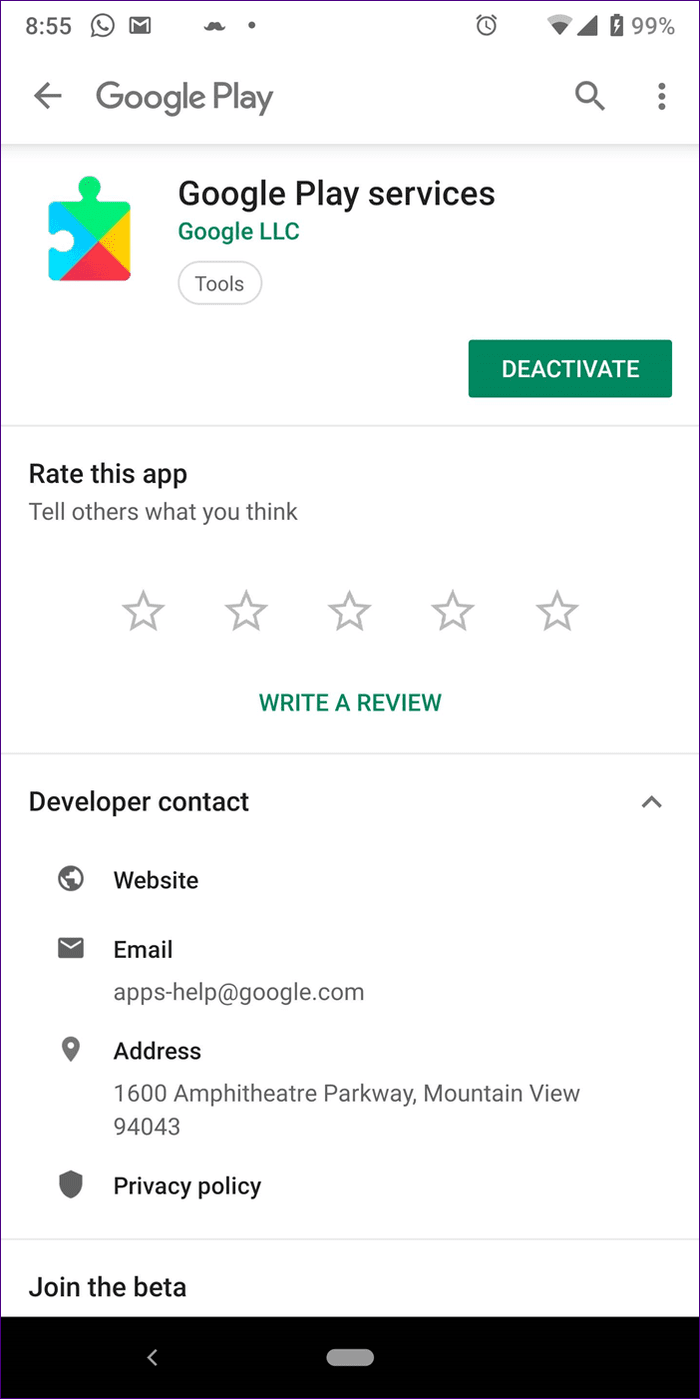 8:55 99%
Google Play
Google Play services
Google LLC
Tools
DEACTIVATE
Rate this app
Tell others what you think
WRITE A REVIEW
Developer contact
Website
Email
apps-help@google.com
Address
1600 Amphitheatre Parkway, Mountain View
94043
Privacy policy
Join the beta